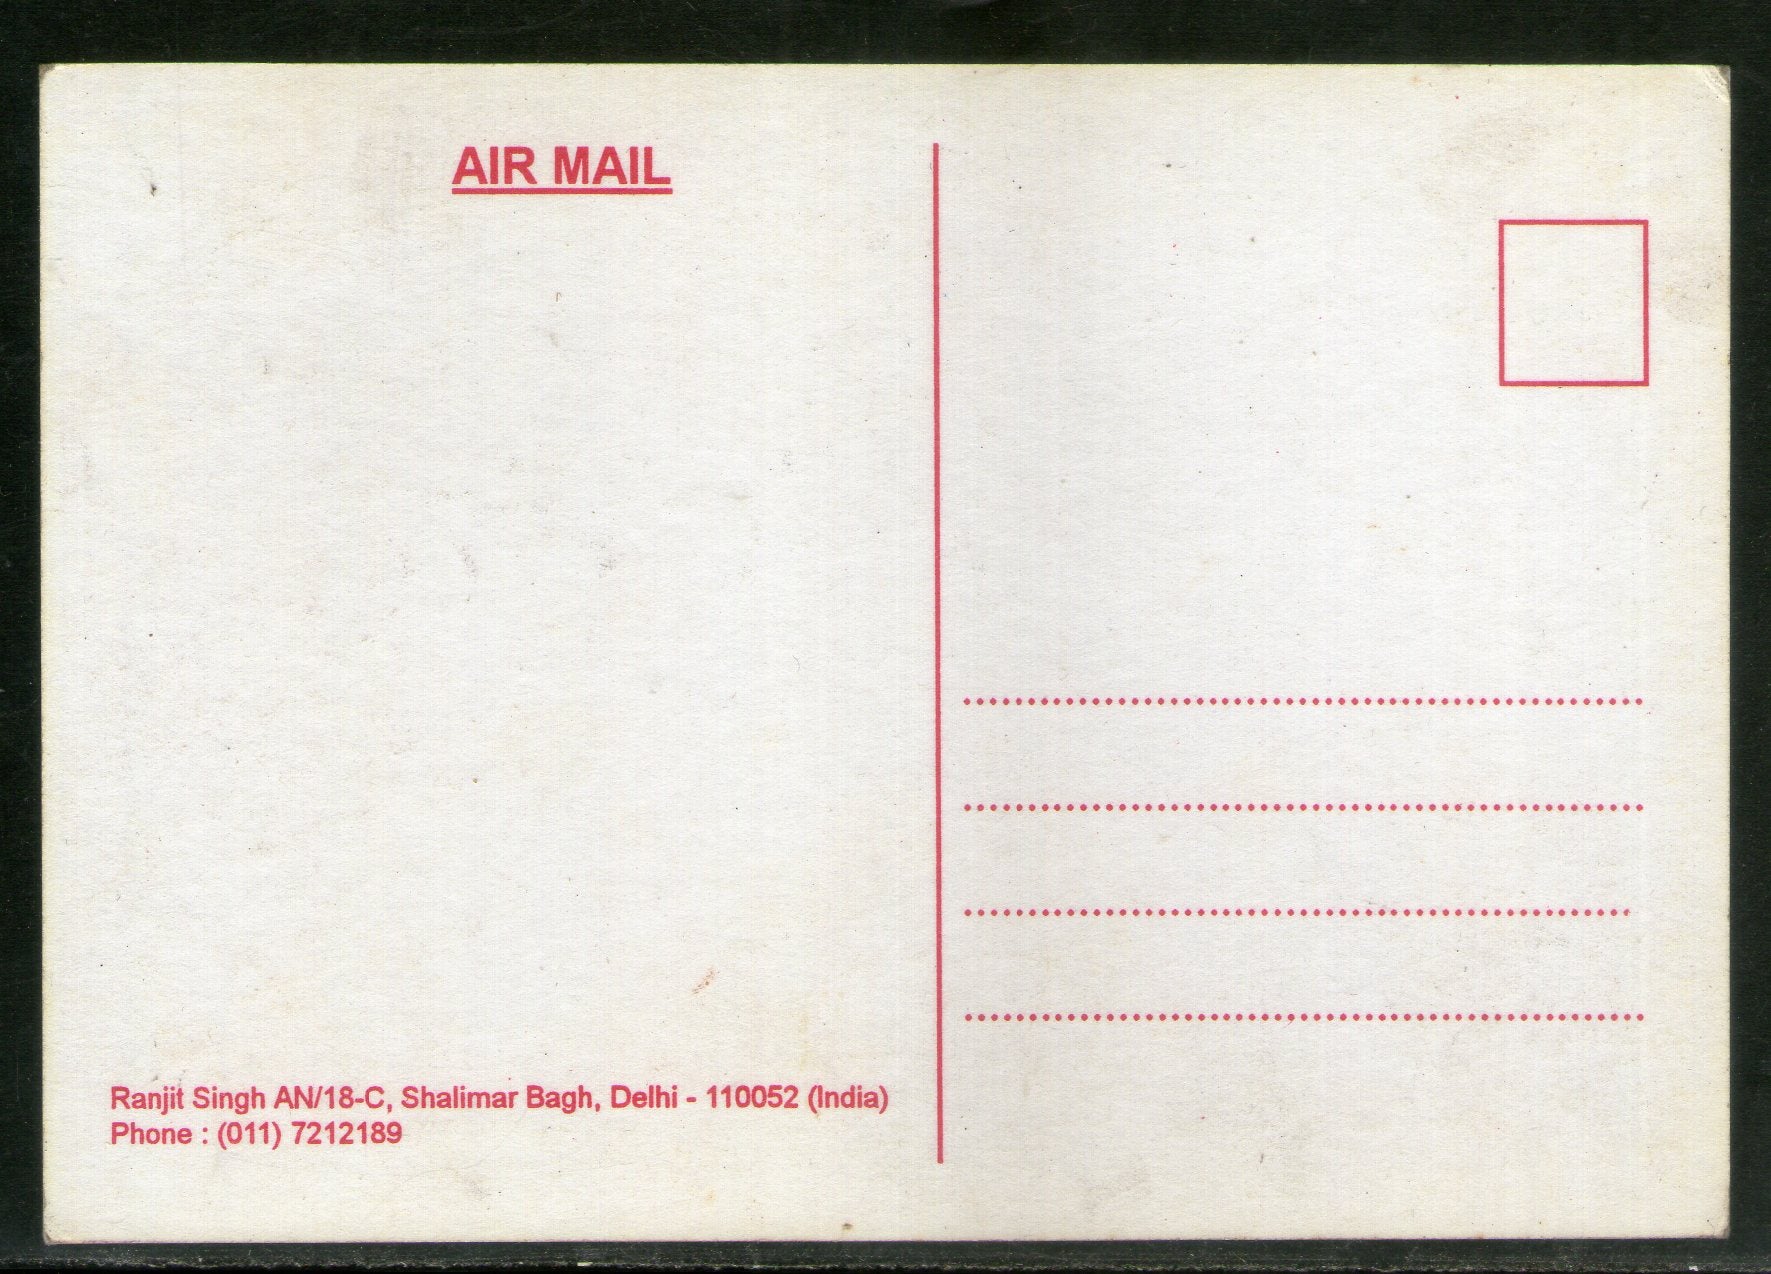 AIR MAIL
Ranjit Singh AN/18-C, Shalimar Bagh, Delhi - 110052 (India)
Phone : (011) 7212189